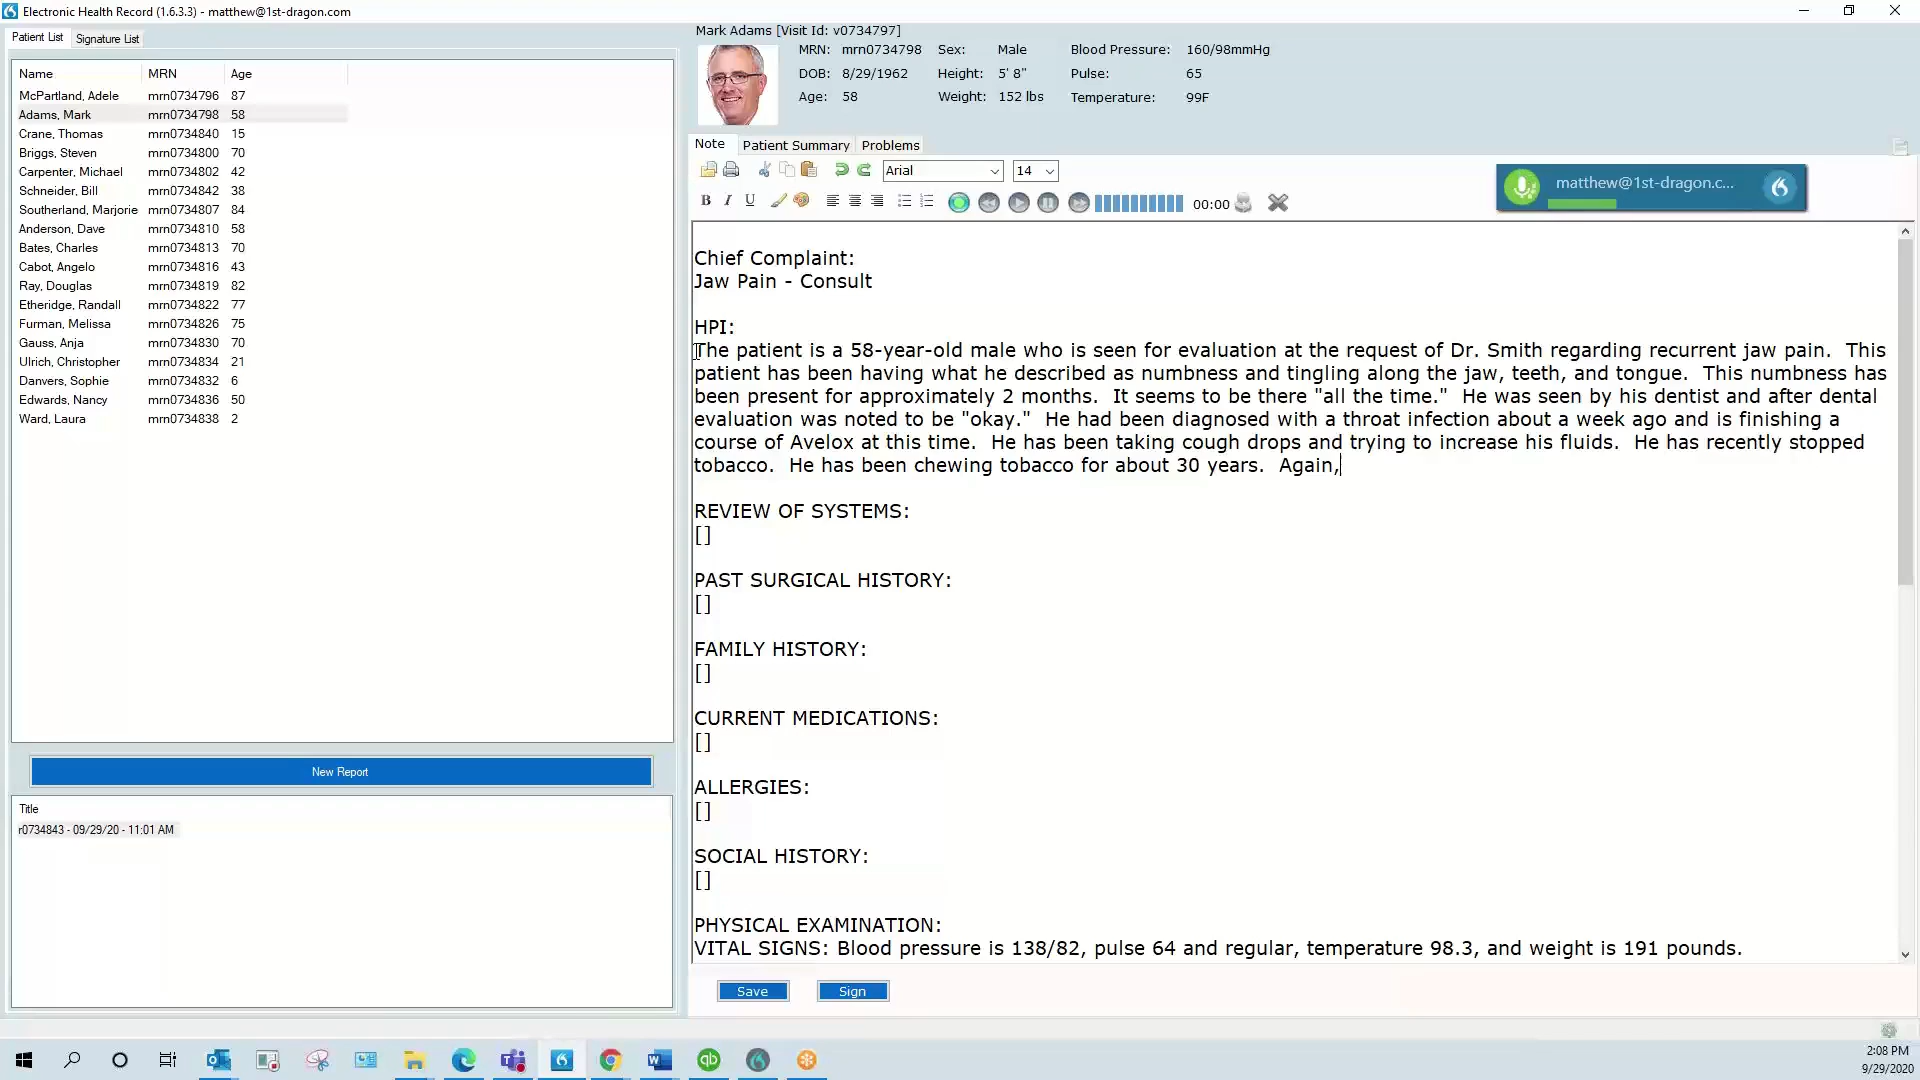 Electronic Health Record (1.6.3.3) - matthew@1st-dragon.com
Patient List Signature List
Name MRN Age
McPartland, Adele mrn0734796 87
Adams, Mark mrn0734798 58
Crane, Thomas mrn0734840 15
Briggs, Steven mrn0734800 70
Carpenter, Michael mrn0734802 42
Schneider, Bill mrn0734842 38
Southerland, Marjorie mrn0734807 84
Anderson, Dave mrn0734810 58
Bates, Charles mrn0734813 70
Cabot, Angelo mrn0734816 43
Ray, Douglas mrn0734819 82
Etheridge, Randall mrn0734822 77
Furman, Melissa mrn0734826 75
Gauss, Anja mrn0734830 70
Ulrich, Christopher mrn0734834 21
Danvers, Sophie mrn0734832 6
Edwards, Nancy mrn0734836 50
Ward, Laura mrn0734838 2
New Report
Title
r0734843 - 09/29/20 - 11:01 AM
Mark Adams [Visit Id: v0734797]
MRN: mrn0734798 Sex: Male Blood Pressure: 160/98mmHg
DOB: 8/29/1962 Height: 5' 8" Pulse: 65
Age: 58 Weight: 152 lbs Temperature: 99F
Note Patient Summary Problems
Arial 14
B I U 00:00
matthew@1st-dragon.c...
Chief Complaint:
Jaw Pain - Consult
HPI:
The patient is a 58-year-old male who is seen for evaluation at the request of Dr. Smith regarding recurrent jaw pain. This
patient has been having what he described as numbness and tingling along the jaw, teeth, and tongue. This numbness has
been present for approximately 2 months. It seems to be there "all the time." He was seen by his dentist and after dental
evaluation was noted to be "okay." He had been diagnosed with a throat infection about a week ago and is finishing a
course of Avelox at this time. He has been taking cough drops and trying to increase his fluids. He has recently stopped
tobacco. He has been chewing tobacco for about 30 years. Again,
REVIEW OF SYSTEMS:
[]
PAST SURGICAL HISTORY:
[]
FAMILY HISTORY:
[]
CURRENT MEDICATIONS:
[]
ALLERGIES:
[]
SOCIAL HISTORY:
[]
PHYSICAL EXAMINATION:
VITAL SIGNS: Blood pressure is 138/82, pulse 64 and regular, temperature 98.3, and weight is 191 pounds.
Save Sign
2:08 PM
9/29/2020